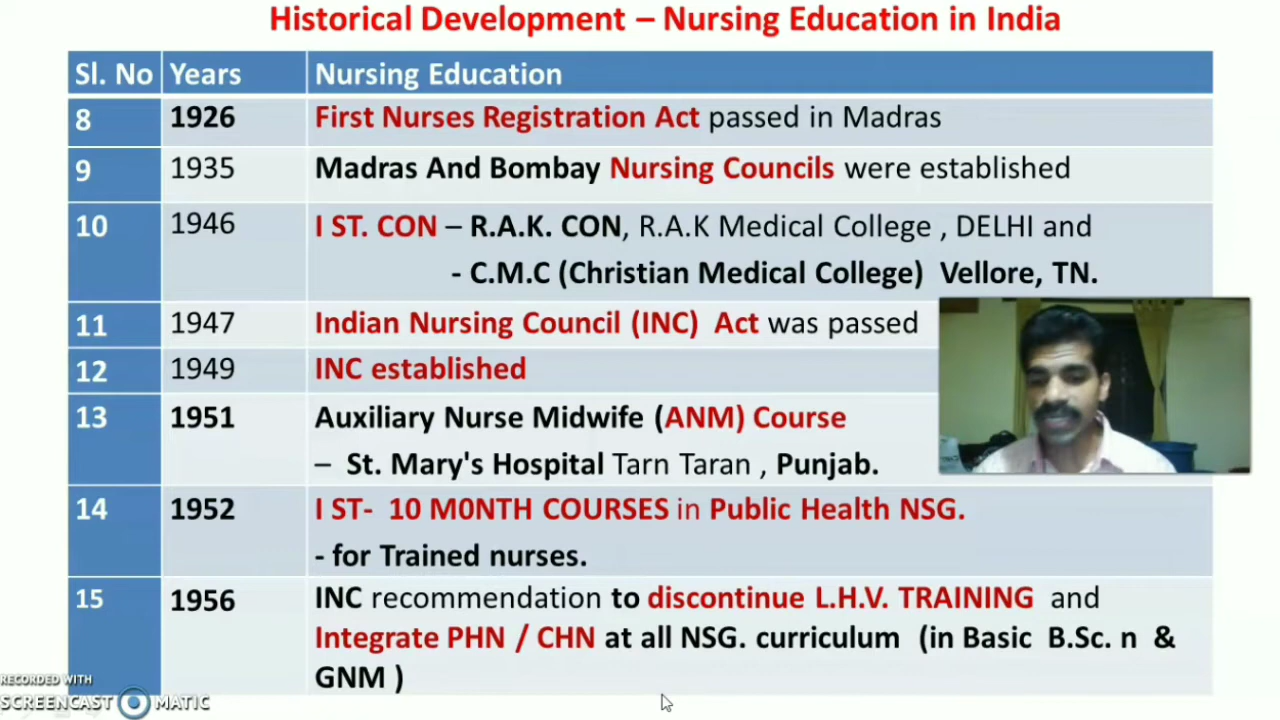 Historical Development – Nursing Education in India
Sl. No Years Nursing Education
8 1926 First Nurses Registration Act passed in Madras
9 1935 Madras And Bombay Nursing Councils were established
10 1946 I ST. CON – R.A.K. CON, R.A.K Medical College , DELHI and
- C.M.C (Christian Medical College) Vellore, TN.
11 1947 Indian Nursing Council (INC) Act was passed
12 1949 INC established
13 1951 Auxiliary Nurse Midwife (ANM) Course
– St. Mary's Hospital Tarn Taran , Punjab.
14 1952 I ST- 10 M0NTH COURSES in Public Health NSG.
- for Trained nurses.
15 1956 INC recommendation to discontinue L.H.V. TRAINING and
Integrate PHN / CHN at all NSG. curriculum (in Basic B.Sc. n &
GNM )
RECORDED WITH
SCREENCAST MATIC